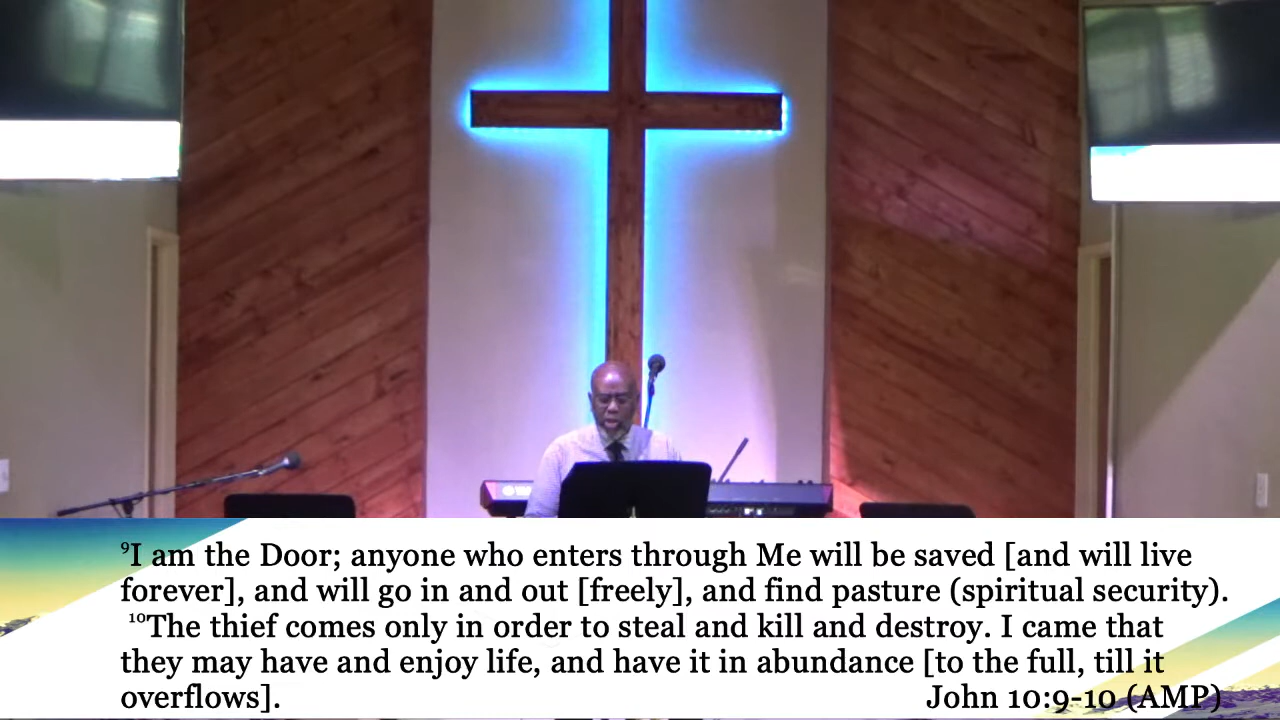 ⁹I am the Door; anyone who enters through Me will be saved [and will live
forever], and will go in and out [freely], and find pasture (spiritual security).
¹⁰The thief comes only in order to steal and kill and destroy. I came that
they may have and enjoy life, and have it in abundance [to the full, till it
overflows]. John 10:9-10 (AMP)